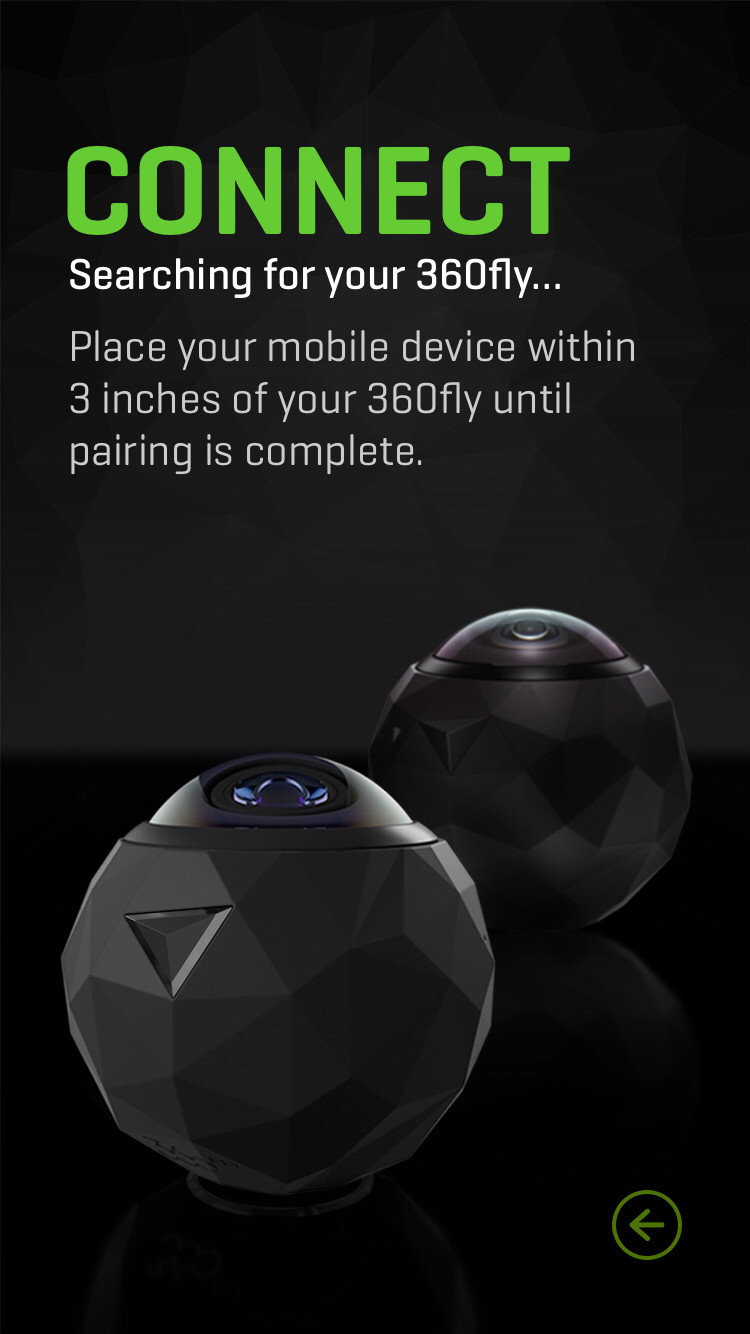 CONNECT
Searching for your 360fly...
Place your mobile device within
3 inches of your 360fly until
pairing is complete.